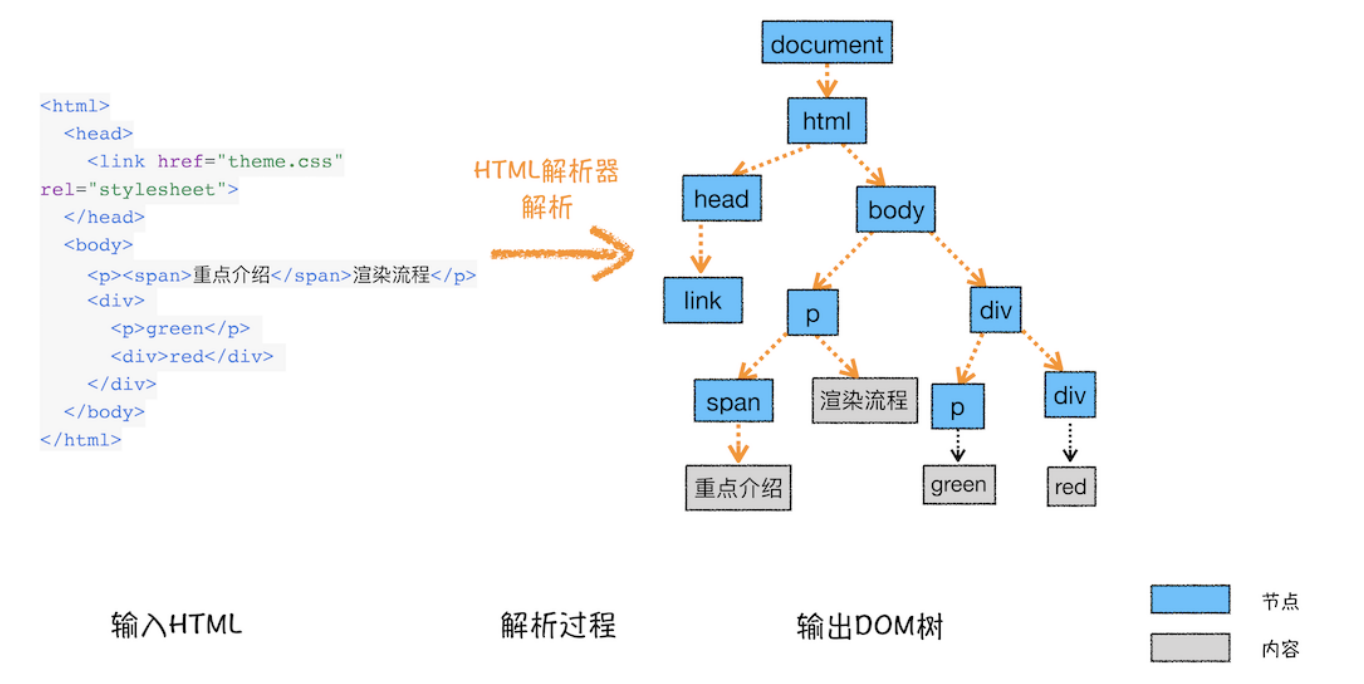 <html>
<head>
<link href="theme.css"
rel="stylesheet">
</head>
<body>
<p><span>重点介绍</span>渲染流程</p>
<div>
<p>green</p>
<div>red</div>
</div>
</body>
</html>
HTML解析器
解析
document
html
head
body
link
p
div
span
渲染流程
p
div
重点介绍
green
red
输入HTML
解析过程
输出DOM树
节点
内容